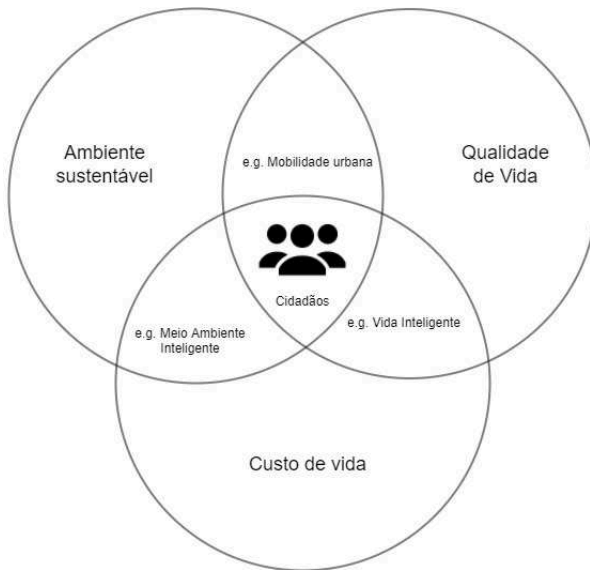 Ambiente
sustentável
e.g. Mobilidade urbana
Qualidade
de Vida
Cidadãos
e.g. Meio Ambiente
Inteligente
e.g. Vida Inteligente
Custo de vida